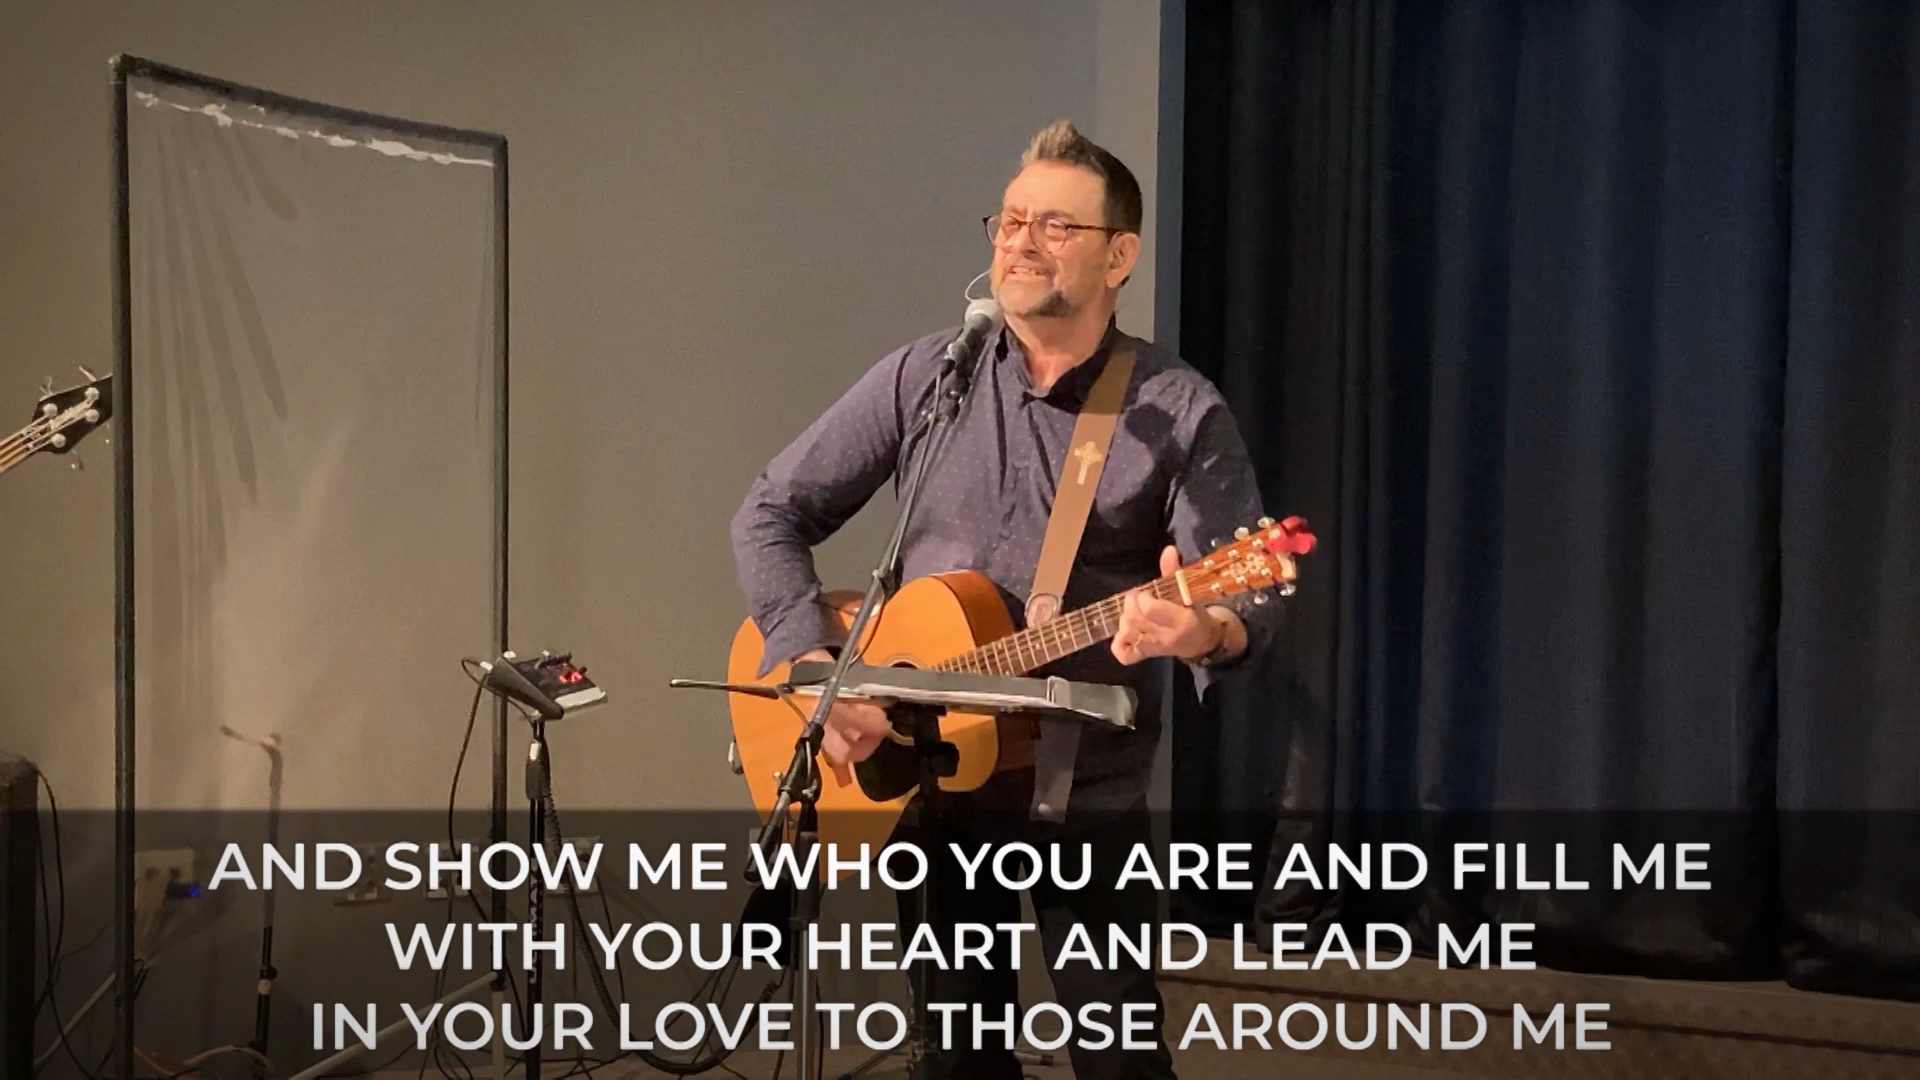 AND SHOW ME WHO YOU ARE AND FILL ME
WITH YOUR HEART AND LEAD ME
IN YOUR LOVE TO THOSE AROUND ME